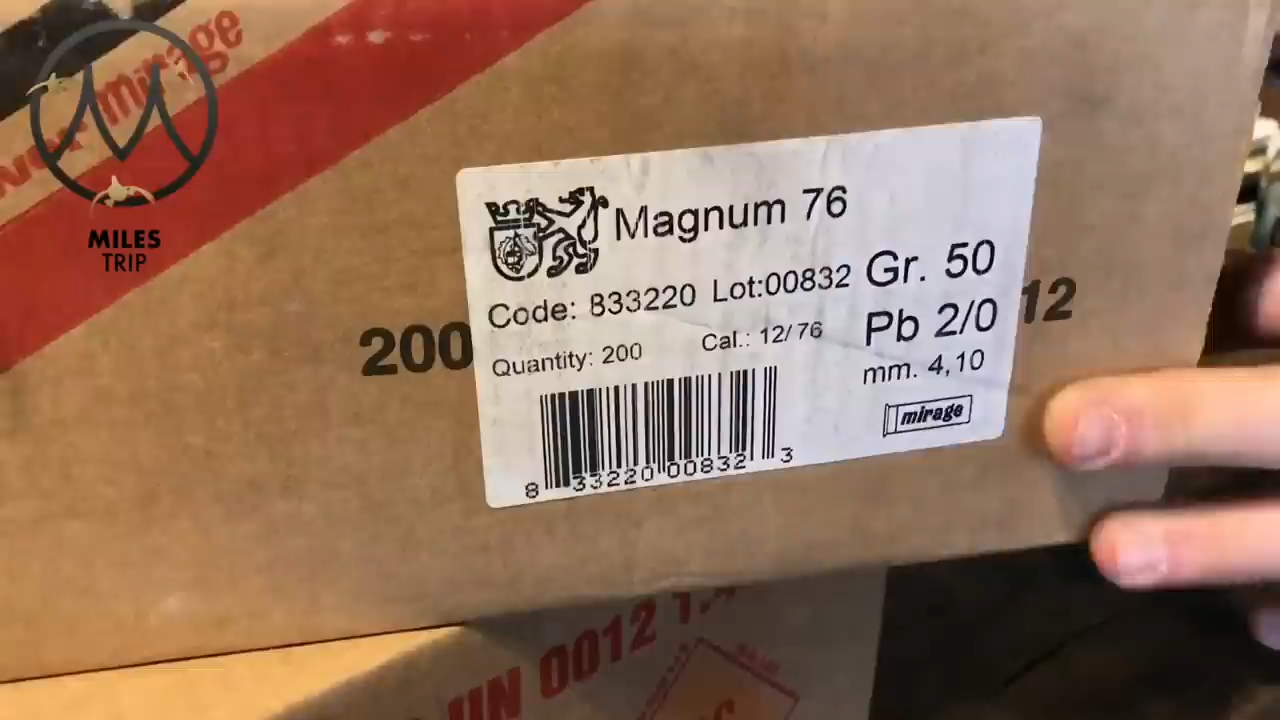 mirage
MILES
TRIP
Magnum 76
Code: 833220 Lot:00832 Gr. 50
200
12
Quantity: 200 Cal.: 12/76 Pb 2/0
mm. 4,10
mirage
8 33220 00832 3
UN 0012